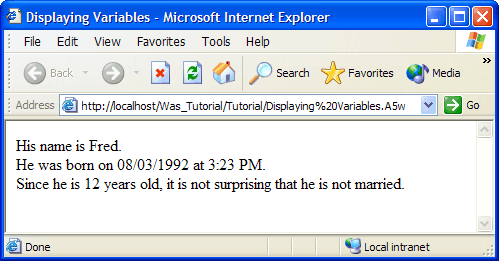 Displaying Variables - Microsoft Internet Explorer
File Edit View Favorites Tools Help
Back Search Favorites Media »
Address http://localhost/Was_Tutorial/Tutorial/Displaying%20Variables.A5w Go
His name is Fred.
He was born on 08/03/1992 at 3:23 PM.
Since he is 12 years old, it is not surprising that he is not married.
Done Local intranet